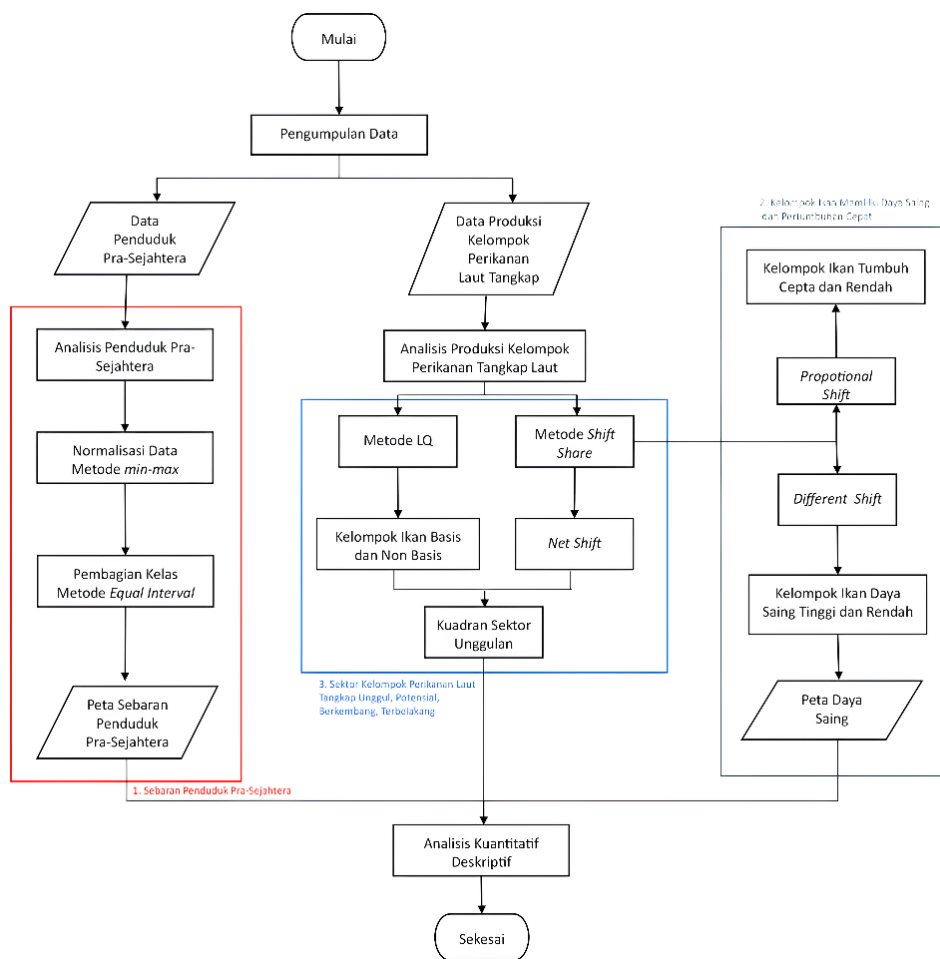 Mulai
Pengumpulan Data
Data
Penduduk
Pra-Sejahtera
Data Produksi
Kelompok
Perikanan
Laut Tangkap
2. Kelompok Ikan Memiliki Daya Saing
dan Pertumbuhan Cepat
Kelompok Ikan Tumbuh
Cepta dan Rendah
Analisis Penduduk Pra-
Sejahtera
Analisis Produksi Kelompok
Perikanan Tangkap Laut
Propotional
Shift
Normalisasi Data
Metode min-max
Metode LQ
Metode Shift
Share
Different Shift
Kelompok Ikan Basis
dan Non Basis
Net Shift
Pembagian Kelas
Metode Equal Interval
Kelompok Ikan Daya
Saing Tinggi dan Rendah
Kuadran Sektor
Unggulan
3. Sektor Kelompok Perikanan Laut
Tangkap Unggul, Potensial,
Berkembang, Terbelakang
Peta Sebaran
Penduduk
Pra-Sejahtera
Peta Daya
Saing
1. Sebaran Penduduk Pra-Sejahtera
Analisis Kuantitatif
Deskriptif
Sekesai